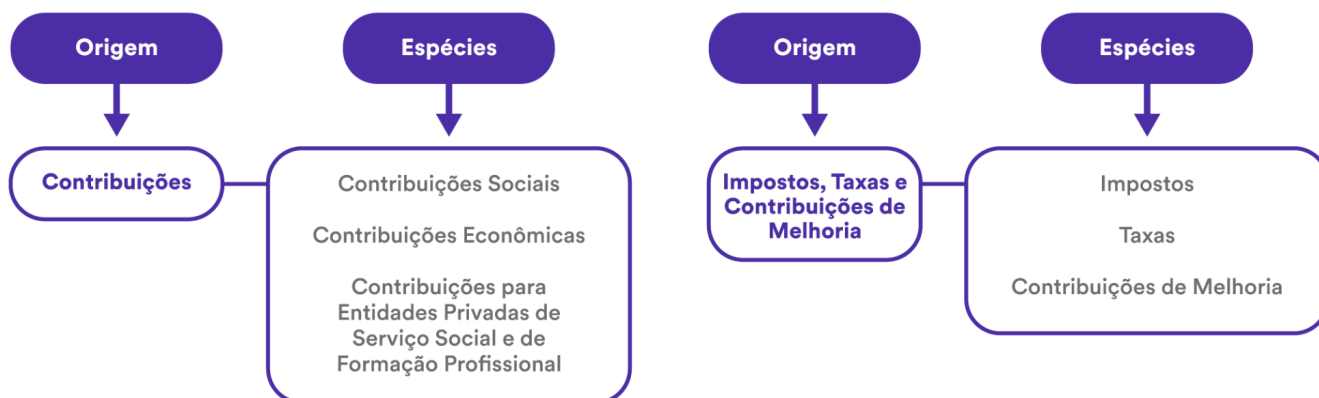 Origem
Espécies
Contribuições
Contribuições Sociais
Contribuições Econômicas
Contribuições para
Entidades Privadas de
Serviço Social e de
Formação Profissional
Origem
Espécies
Impostos, Taxas e
Contribuições de
Melhoria
Impostos
Taxas
Contribuições de Melhoria